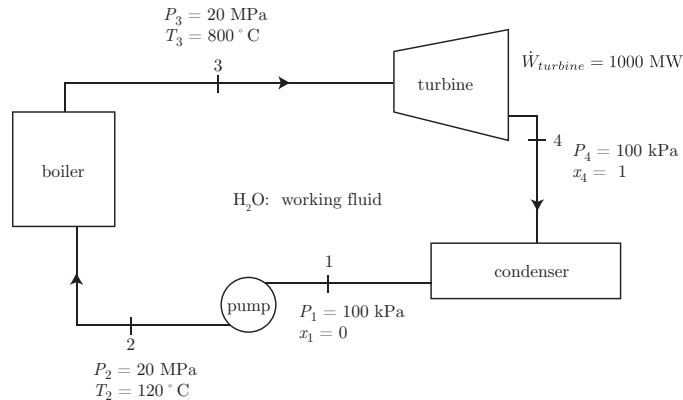 P₃ = 20 MPa
T₃ = 800 °C
3
turbine
Ẇ_turbine = 1000 MW
4
P₄ = 100 kPa
x₄ = 1
boiler
H₂O: working fluid
condenser
1
pump
P₁ = 100 kPa
x₁ = 0
2
P₂ = 20 MPa
T₂ = 120 °C